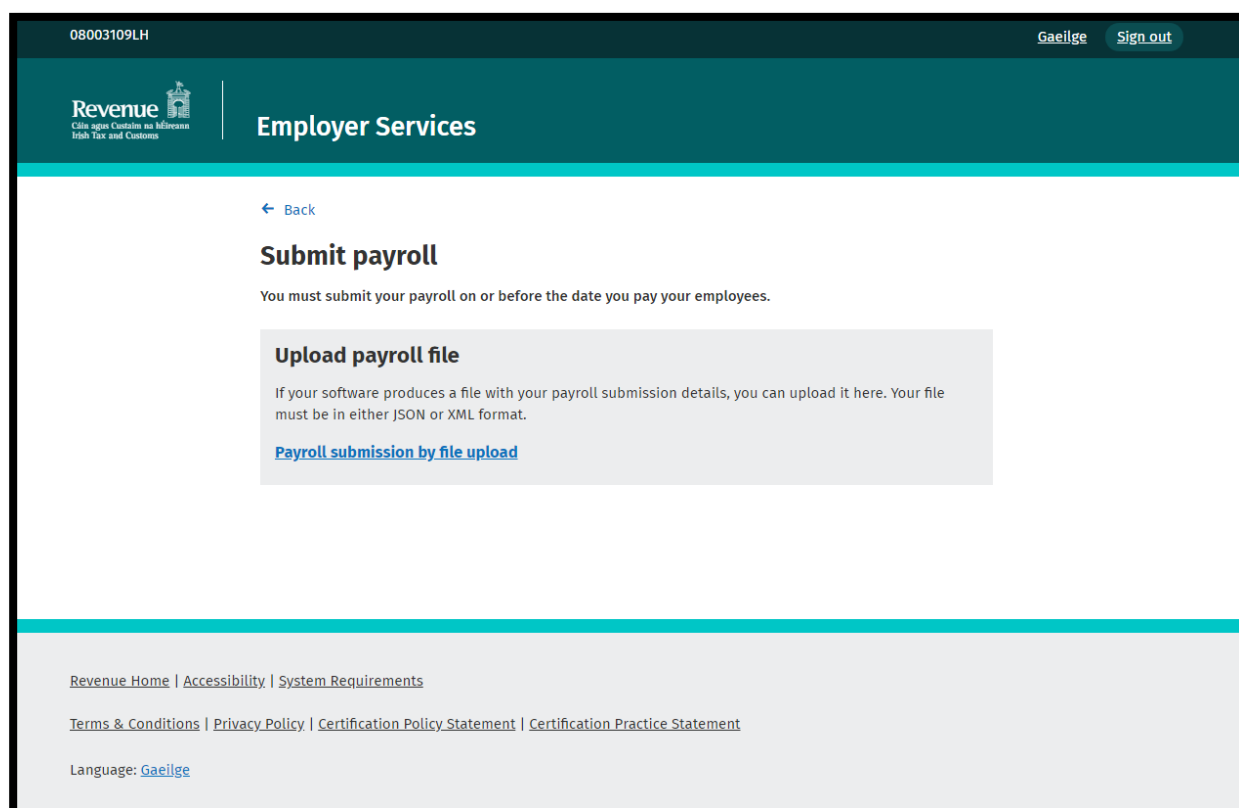 08003109LH
Gaeilge Sign out
Revenue
Cáin agus Custaim na hÉireann
Irish Tax and Customs
Employer Services
← Back
Submit payroll
You must submit your payroll on or before the date you pay your employees.
Upload payroll file
If your software produces a file with your payroll submission details, you can upload it here. Your file
must be in either JSON or XML format.
Payroll submission by file upload
Revenue Home | Accessibility | System Requirements
Terms & Conditions | Privacy Policy | Certification Policy Statement | Certification Practice Statement
Language: Gaeilge